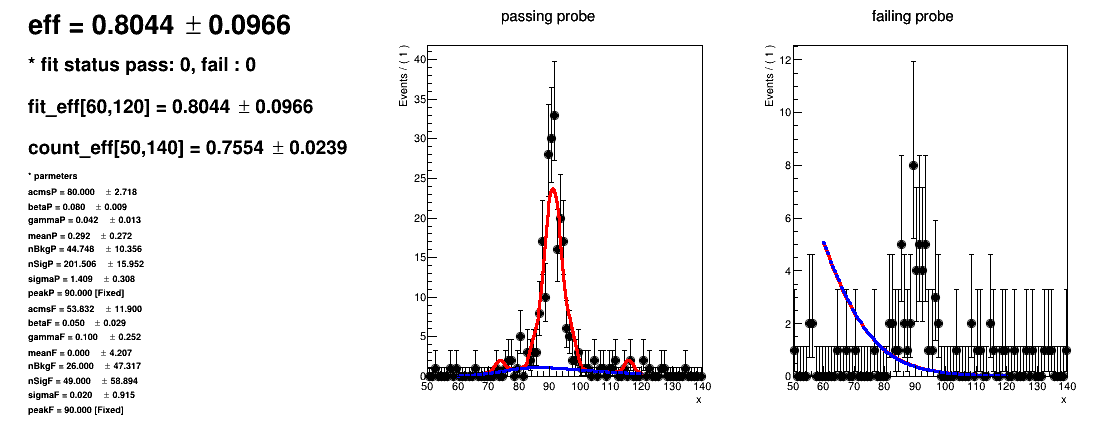 eff = 0.8044 ± 0.0966
* fit status pass: 0, fail : 0
fit_eff[60,120] = 0.8044 ± 0.0966
count_eff[50,140] = 0.7554 ± 0.0239
* parmeters
acmsP = 80.000 ± 2.718
betaP = 0.080 ± 0.009
gammaP = 0.042 ± 0.013
meanP = 0.292 ± 0.272
nBkgP = 44.748 ± 10.356
nSigP = 201.506 ± 15.952
sigmaP = 1.409 ± 0.308
peakP = 90.000 [Fixed]
acmsF = 53.832 ± 11.900
betaF = 0.050 ± 0.029
gammaF = 0.100 ± 0.252
meanF = 0.000 ± 4.207
nBkgF = 26.000 ± 47.317
nSigF = 49.000 ± 58.894
sigmaF = 0.020 ± 0.915
peakF = 90.000 [Fixed]
passing probe
Events / ( 1 )
40
35
30
25
20
15
10
5
0
50 60 70 80 90 100 110 120 130 140
x
failing probe
Events / ( 1 )
12
10
8
6
4
2
0
50 60 70 80 90 100 110 120 130 140
x